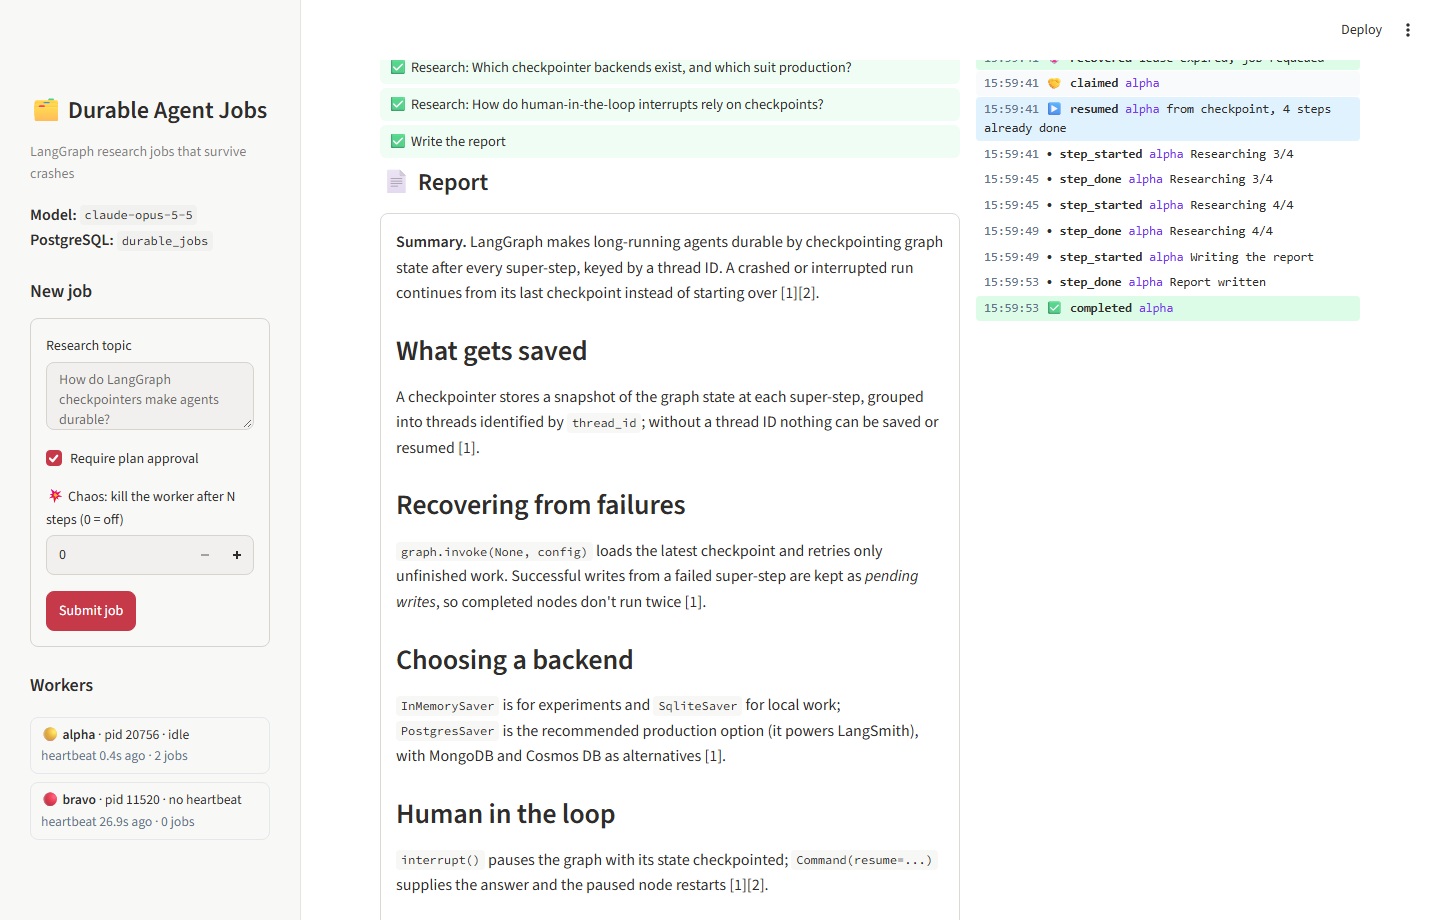 Deploy
Durable Agent Jobs
LangGraph research jobs that survive
crashes
Model: claude-opus-5-5
PostgreSQL: durable_jobs
New job
Research topic
How do LangGraph
checkpointers make agents
durable?
Require plan approval
Chaos: kill the worker after N
steps (0 = off)
0
Submit job
Workers
alpha · pid 20756 · idle
heartbeat 0.4s ago · 2 jobs
bravo · pid 11520 · no heartbeat
heartbeat 26.9s ago · 0 jobs
Research: Which checkpointer backends exist, and which suit production?
Research: How do human-in-the-loop interrupts rely on checkpoints?
Write the report
Report
Summary. LangGraph makes long-running agents durable by checkpointing graph
state after every super-step, keyed by a thread ID. A crashed or interrupted run
continues from its last checkpoint instead of starting over [1][2].
What gets saved
A checkpointer stores a snapshot of the graph state at each super-step, grouped
into threads identified by thread_id; without a thread ID nothing can be saved or
resumed [1].
Recovering from failures
graph.invoke(None, config) loads the latest checkpoint and retries only
unfinished work. Successful writes from a failed super-step are kept as pending
writes, so completed nodes don't run twice [1].
Choosing a backend
InMemorySaver is for experiments and SqliteSaver for local work;
PostgresSaver is the recommended production option (it powers LangSmith),
with MongoDB and Cosmos DB as alternatives [1].
Human in the loop
interrupt() pauses the graph with its state checkpointed; Command(resume=...)
supplies the answer and the paused node restarts [1][2].
15:59:41 recovered lease expired, job requeued
15:59:41 claimed alpha
15:59:41 resumed alpha from checkpoint, 4 steps
already done
15:59:41 • step_started alpha Researching 3/4
15:59:45 • step_done alpha Researching 3/4
15:59:45 • step_started alpha Researching 4/4
15:59:49 • step_done alpha Researching 4/4
15:59:49 • step_started alpha Writing the report
15:59:53 • step_done alpha Report written
15:59:53 completed alpha